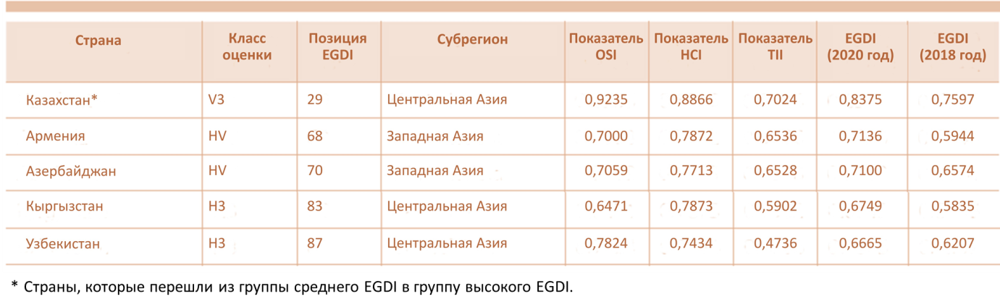 Страна Класс оценки Позиция EGDI Субрегион Показатель OSI Показатель HCI Показатель TII EGDI (2020 год) EGDI (2018 год)
Казахстан* V3 29 Центральная Азия 0,9235 0,8866 0,7024 0,8375 0,7597
Армения HV 68 Западная Азия 0,7000 0,7872 0,6536 0,7136 0,5944
Азербайджан HV 70 Западная Азия 0,7059 0,7713 0,6528 0,7100 0,6574
Кыргызстан H3 83 Центральная Азия 0,6471 0,7873 0,5902 0,6749 0,5835
Узбекистан H3 87 Центральная Азия 0,7824 0,7434 0,4736 0,6665 0,6207
* Страны, которые перешли из группы среднего EGDI в группу высокого EGDI.